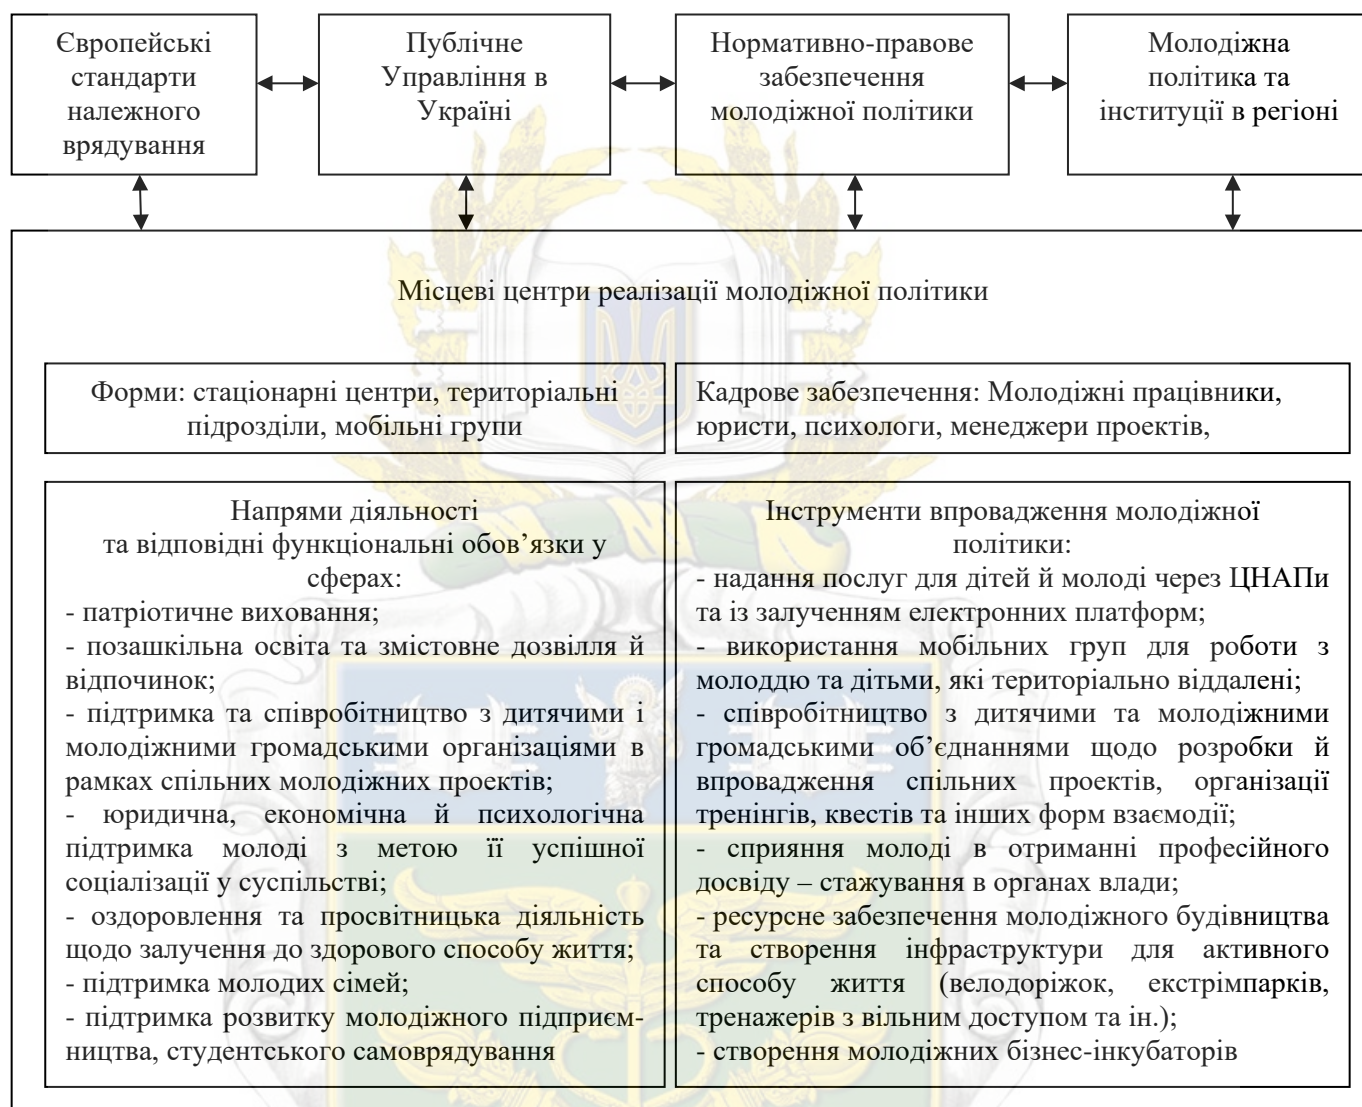 Європейські
стандарти
належного
врядування
Публічне
Управління в
Україні
Нормативно-правове
забезпечення
молодіжної політики
Молодіжна
політика та
інституції в регіоні
Місцеві центри реалізації молодіжної політики
Форми: стаціонарні центри, територіальні
підрозділи, мобільні групи
Кадрове забезпечення: Молодіжні працівники,
юристи, психологи, менеджери проектів,
Напрями діяльності
та відповідні функціональні обов’язки у
сферах:
- патріотичне виховання;
- позашкільна освіта та змістовне дозвілля й
відпочинок;
- підтримка та співробітництво з дитячими і
молодіжними громадськими організаціями в
рамках спільних молодіжних проектів;
- юридична, економічна й психологічна
підтримка молоді з метою її успішної
соціалізації у суспільстві;
- оздоровлення та просвітницька діяльність
щодо залучення до здорового способу життя;
- підтримка молодих сімей;
- підтримка розвитку молодіжного підприєм-
ництва, студентського самоврядування
Інструменти впровадження молодіжної
політики:
- надання послуг для дітей й молоді через ЦНАПи
та із залученням електронних платформ;
- використання мобільних груп для роботи з
молоддю та дітьми, які територіально віддалені;
- співробітництво з дитячими та молодіжними
громадськими об’єднаннями щодо розробки й
впровадження спільних проектів, організації
тренінгів, квестів та інших форм взаємодії;
- сприяння молоді в отриманні професійного
досвіду – стажування в органах влади;
- ресурсне забезпечення молодіжного будівництва
та створення інфраструктури для активного
способу життя (велодоріжок, екстрімпарків,
тренажерів з вільним доступом та ін.);
- створення молодіжних бізнес-інкубаторів